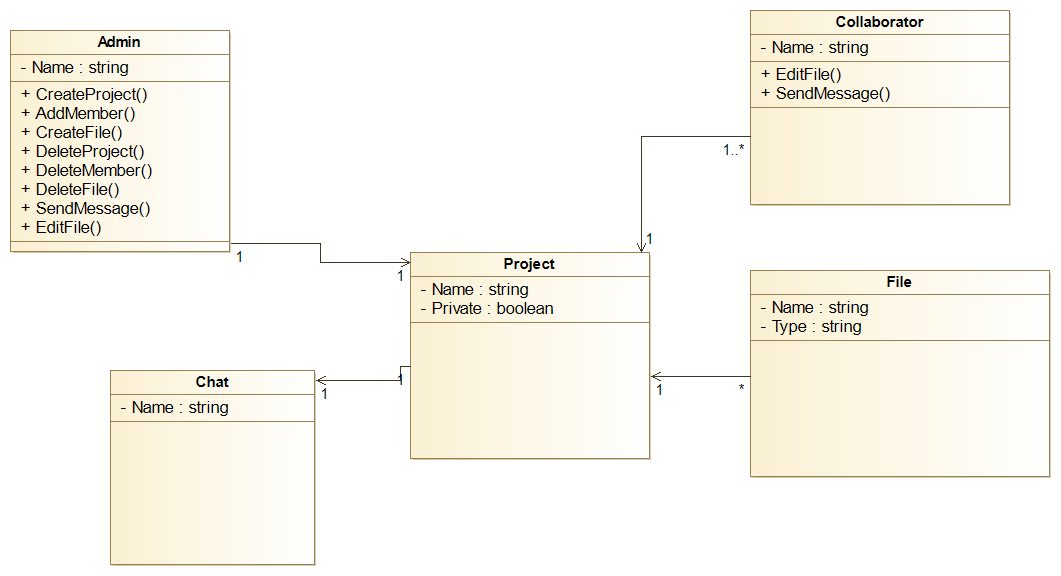 Admin
- Name : string
+ CreateProject()
+ AddMember()
+ CreateFile()
+ DeleteProject()
+ DeleteMember()
+ DeleteFile()
+ SendMessage()
+ EditFile()
1
1
Collaborator
- Name : string
+ EditFile()
+ SendMessage()
1..*
1
Project
- Name : string
- Private : boolean
File
- Name : string
- Type : string
1
*
Chat
- Name : string
1
1